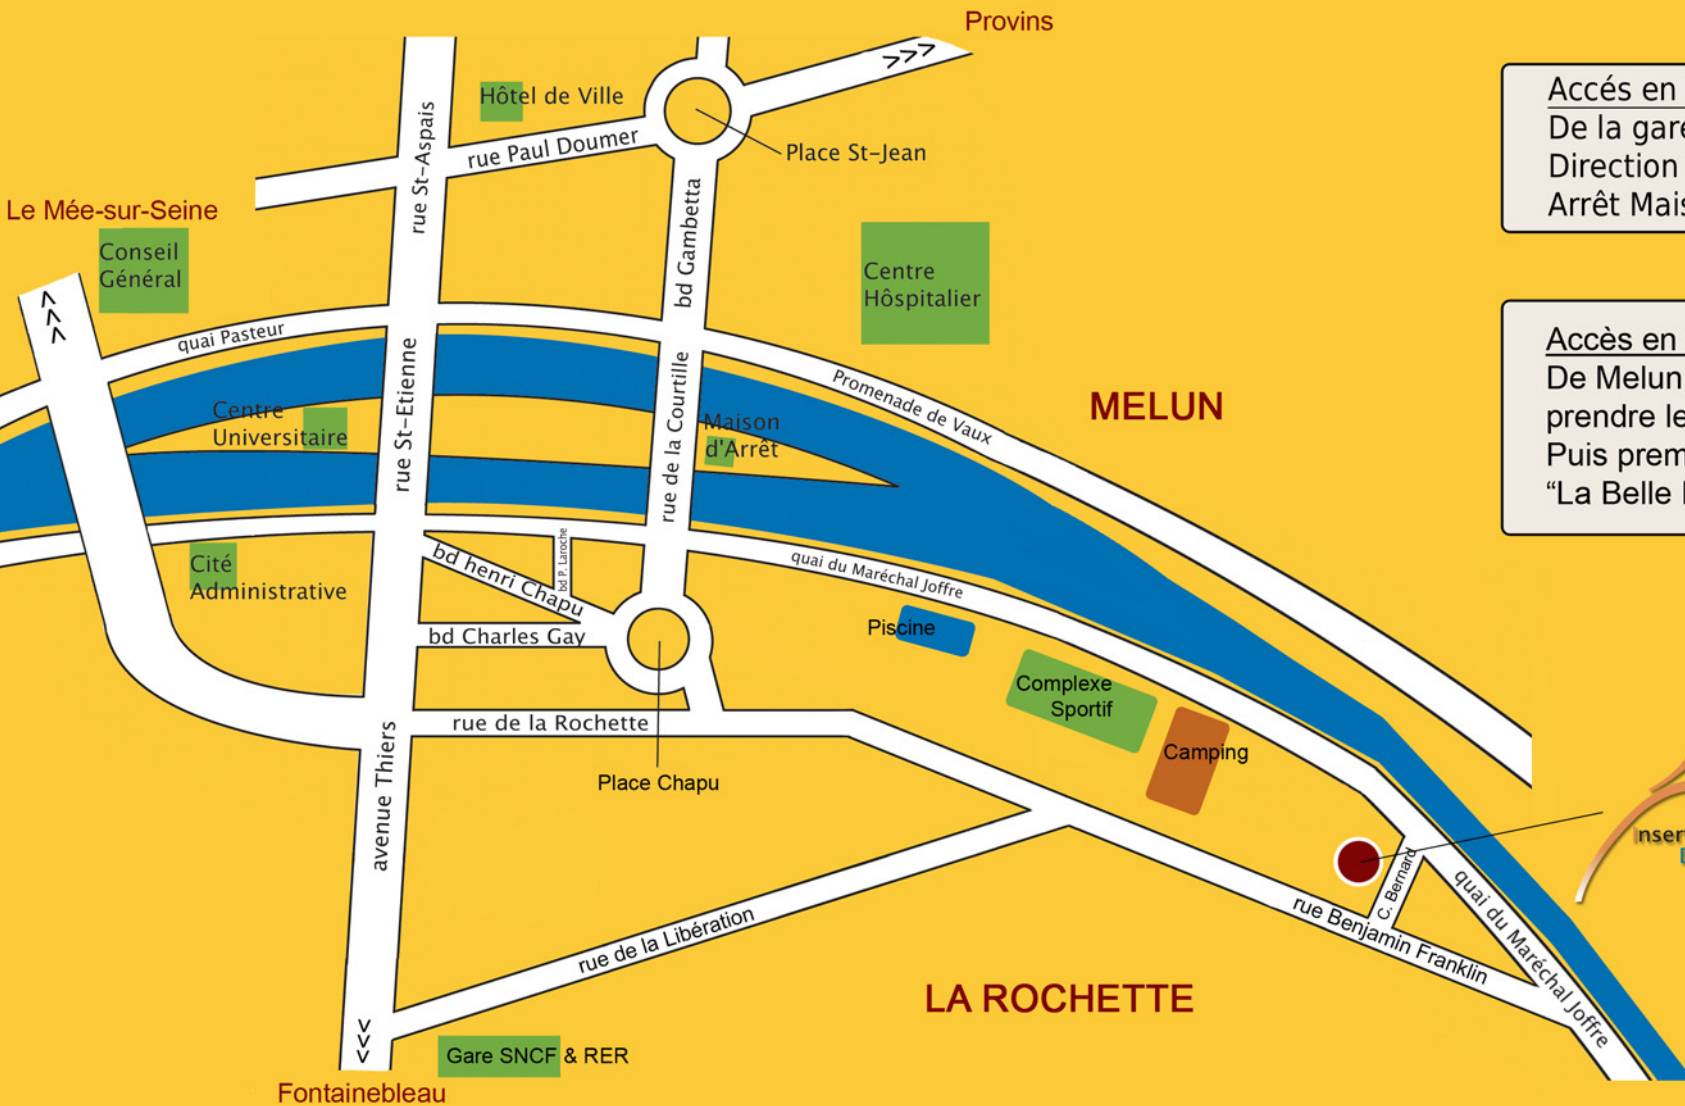 Provins
Accés en
De la gare
Direction
Arrêt Mais
Hôtel de Ville
rue Paul Doumer
Place St-Jean
rue St-Aspais
Le Mée-sur-Seine
Conseil
Général
bd Gambetta
Centre
Hôspitalier
quai Pasteur
Accès en
De Melun
prendre le
Puis prem
“La Belle
Promenade de Vaux
MELUN
rue St-Etienne
rue de la Courtille
Centre
Universitaire
Maison
d'Arrêt
Cité
Administrative
bd henri Chapu
bd P. Laroche
quai du Maréchal Joffre
bd Charles Gay
Piscine
Complexe
Sportif
Camping
rue de la Rochette
Place Chapu
avenue Thiers
Inser
C. Bernard
rue Benjamin Franklin
quai du Maréchal Joffre
rue de la Libération
LA ROCHETTE
Gare SNCF & RER
Fontainebleau